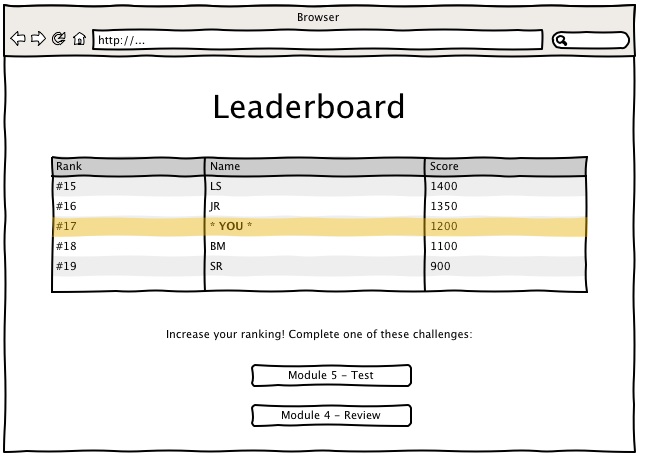 Browser
http://...
Leaderboard
Rank Name Score
#15 LS 1400
#16 JR 1350
#17 * YOU * 1200
#18 BM 1100
#19 SR 900
Increase your ranking! Complete one of these challenges:
Module 5 - Test
Module 4 - Review